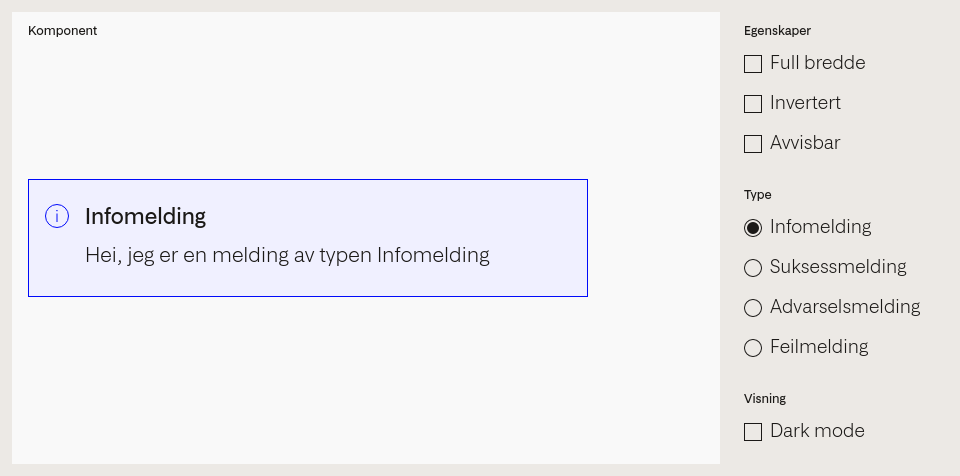 Komponent
Infomelding
Hei, jeg er en melding av typen Infomelding
Egenskaper
Full bredde
Invertert
Avvisbar
Type
Infomelding
Suksessmelding
Advarselsmelding
Feilmelding
Visning
Dark mode